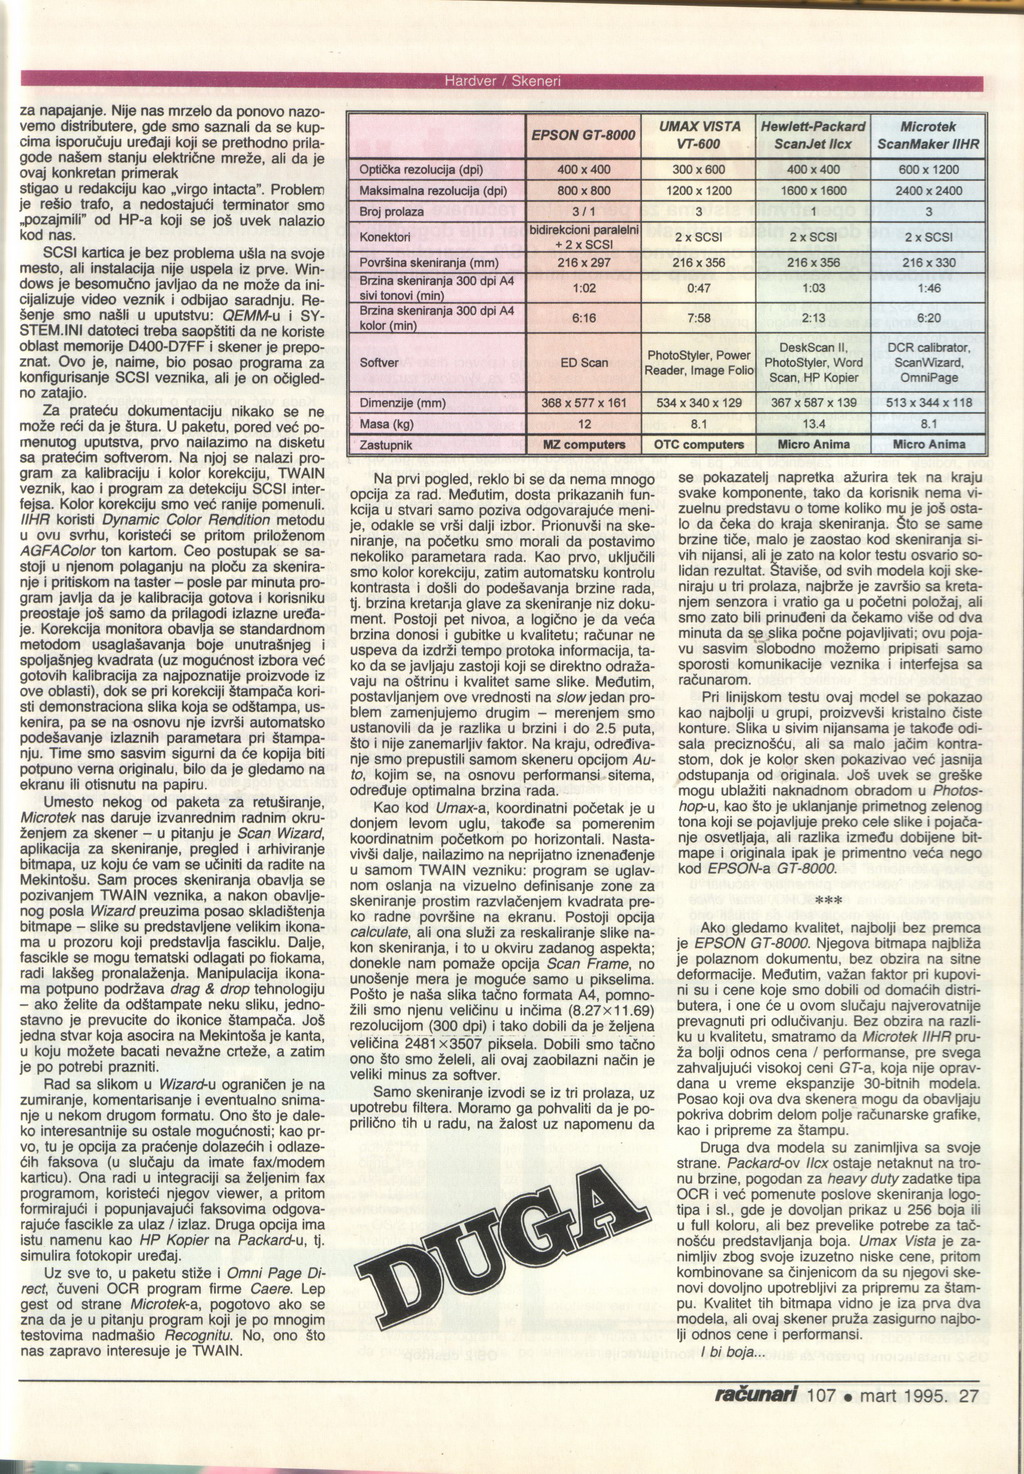 Hardver / Skeneri
za napajanje. Nije nas mrzelo da ponovo nazo-
vemo distributere, gde smo saznali da se kup-
cima isporučuju uređaji koji se prethodno prila-
gode našem stanju električne mreže, ali da je
ovaj konkretan primerak
stigao u redakciju kao „virgo intacta”. Problem
je rešio trafo, a nedostajući terminator smo
„pozajmili” od HP-a koji se još uvek nalazio
kod nas.
SCSI kartica je bez problema ušla na svoje
mesto, ali instalacija nije uspela iz prve. Win-
dows je besomučno javljao da ne može da ini-
cijalizuje video veznik i odbijao saradnju. Re-
šenje smo našli u uputstvu: QEMM-u i SY-
STEM.INI datoteci treba saopštiti da ne koriste
oblast memorije D400-D7FF i skener je prepo-
znat. Ovo je, naime, bio posao programa za
konfigurisanje SCSI veznika, ali je on očigled-
no zatajio.
Za prateću dokumentaciju nikako se ne
može reći da je štura. U paketu, pored već po-
menutog uputstva, prvo nailazimo na disketu
sa pratećim softverom. Na njoj se nalazi pro-
gram za kalibraciju i kolor korekciju, TWAIN
veznik, kao i program za detekciju SCSI inter-
fejsa. Kolor korekciju smo već ranije pomenuli.
IIHR koristi Dynamic Color Rendition metodu
u ovu svrhu, koristeći se pritom priloženom
AGFAColor ton kartom. Ceo postupak se sa-
stoji u njenom polaganju na ploču za skenira-
nje i pritiskom na taster – posle par minuta pro-
gram javlja da je kalibracija gotova i korisniku
preostaje još samo da prilagodi izlazne uređa-
je. Korekcija monitora obavlja se standardnom
metodom usaglašavanja boje unutrašnjeg i
spoljašnjeg kvadrata (uz mogućnost izbora već
gotovih kalibracija za najpoznatije proizvode iz
ove oblasti), dok se pri korekciji štampača kori-
sti demonstraciona slika koja se odštampa, us-
kenira, pa se na osnovu nje izvrši automatsko
podešavanje izlaznih parametara pri štampa-
nju. Time smo sasvim sigurni da će kopija biti
potpuno verna originalu, bilo da je gledamo na
ekranu ili otisnutu na papiru.
Umesto nekog od paketa za retuširanje,
Microtek nas daruje izvanrednim radnim okru-
ženjem za skener – u pitanju je Scan Wizard,
aplikacija za skeniranje, pregled i arhiviranje
bitmapa, uz koju će vam se učiniti da radite na
Mekintošu. Sam proces skeniranja obavlja se
pozivanjem TWAIN veznika, a nakon obavlje-
nog posla Wizard preuzima posao skladištenja
bitmape – slike su predstavljene velikim ikona-
ma u prozoru koji predstavlja fasciklu. Dalje,
fascikle se mogu tematski odlagati po fiokama,
radi lakšeg pronalaženja. Manipulacija ikona-
ma potpuno podržava drag & drop tehnologiju
– ako želite da odštampate neku sliku, jedno-
stavno je prevucite do ikonice štampača. Još
jedna stvar koja asocira na Mekintoša je kanta,
u koju možete bacati nevažne crteže, a zatim
je po potrebi prazniti.
Rad sa slikom u Wizard-u ograničen je na
zumiranje, komentarisanje i eventualno snima-
nje u nekom drugom formatu. Ono što je dale-
ko interesantnije su ostale mogućnosti; kao pr-
vo, tu je opcija za praćenje dolazećih i odlaze-
ćih faksova (u slučaju da imate fax/modem
karticu). Ona radi u integraciji sa željenim fax
programom, koristeći njegov viewer, a pritom
formirajući i popunjavajući faksovima odgova-
rajuće fascikle za ulaz / izlaz. Druga opcija ima
istu namenu kao HP Kopier na Packard-u, tj.
simulira fotokopir uređaj.
Uz sve to, u paketu stiže i Omni Page Di-
rect, čuveni OCR program firme Caere. Lep
gest od strane Microtek-a, pogotovo ako se
zna da je u pitanju program koji je po mnogim
testovima nadmašio Recognitu. No, ono što
nas zapravo interesuje je TWAIN.
EPSON GT-8000 UMAX VISTA VT-600 Hewlett-Packard ScanJet IIcx Microtek ScanMaker IIHR
Optička rezolucija (dpi) 400 x 400 300 x 600 400 x 400 600 x 1200
Maksimalna rezolucija (dpi) 800 x 800 1200 x 1200 1600 x 1600 2400 x 2400
Broj prolaza 3 / 1 3 1 3
Konektori bidirekcioni paralelni + 2 x SCSI 2 x SCSI 2 x SCSI 2 x SCSI
Površina skeniranja (mm) 216 x 297 216 x 356 216 x 356 216 x 330
Brzina skeniranja 300 dpi A4 sivi tonovi (min) 1:02 0:47 1:03 1:46
Brzina skeniranja 300 dpi A4 kolor (min) 6:16 7:58 2:13 6:20
Softver ED Scan PhotoStyler, Power Reader, Image Folio DeskScan II, PhotoStyler, Word Scan, HP Kopier DCR calibrator, ScanWizard, OmniPage
Dimenzije (mm) 368 x 577 x 161 534 x 340 x 129 367 x 587 x 139 513 x 344 x 118
Masa (kg) 12 8.1 13.4 8.1
Zastupnik MZ computers OTC computers Micro Anima Micro Anima
Na prvi pogled, reklo bi se da nema mnogo
opcija za rad. Međutim, dosta prikazanih fun-
kcija u stvari samo poziva odgovarajuće meni-
je, odakle se vrši dalji izbor. Prionuvši na ske-
niranje, na početku smo morali da postavimo
nekoliko parametara rada. Kao prvo, uključili
smo kolor korekciju, zatim automatsku kontrolu
kontrasta i došli do podešavanja brzine rada,
tj. brzina kretanja glave za skeniranje niz doku-
ment. Postoji pet nivoa, a logično je da veća
brzina donosi i gubitke u kvalitetu; računar ne
uspeva da izdrži tempo protoka informacija, ta-
ko da se javljaju zastoji koji se direktno odraža-
vaju na oštrinu i kvalitet same slike. Međutim,
postavljanjem ove vrednosti na slow jedan pro-
blem zamenjujemo drugim – merenjem smo
ustanovili da je razlika u brzini i do 2.5 puta,
što i nije zanemarljiv faktor. Na kraju, određiva-
nje smo prepustili samom skeneru opcijom Au-
to, kojim se, na osnovu performansi sitema,
određuje optimalna brzina rada.
Kao kod Umax-a, koordinatni početak je u
donjem levom uglu, takođe sa pomerenim
koordinatnim početkom po horizontali. Nasta-
vivši dalje, nailazimo na neprijatno iznenađenje
u samom TWAIN vezniku: program se uglav-
nom oslanja na vizuelno definisanje zone za
skeniranje prostim razvlačenjem kvadrata pre-
ko radne površine na ekranu. Postoji opcija
calculate, ali ona služi za reskaliranje slike na-
kon skeniranja, i to u okviru zadanog aspekta;
donekle nam pomaže opcija Scan Frame, no
unošenje mera je moguće samo u pikselima.
Pošto je naša slika tačno formata A4, pomno-
žili smo njenu veličinu u inčima (8.27x11.69)
rezolucijom (300 dpi) i tako dobili da je željena
veličina 2481x3507 piksela. Dobili smo tačno
ono što smo želeli, ali ovaj zaobilazni način je
veliki minus za softver.
Samo skeniranje izvodi se iz tri prolaza, uz
upotrebu filtera. Moramo ga pohvaliti da je po-
prilično tih u radu, na žalost uz napomenu da
DUGA
se pokazatelj napretka ažurira tek na kraju
svake komponente, tako da korisnik nema vi-
zuelnu predstavu o tome koliko mu je još osta-
lo da čeka do kraja skeniranja. Što se same
brzine tiče, malo je zaostao kod skeniranja si-
vih nijansi, ali je zato na kolor testu osvario so-
lidan rezultat. Štaviše, od svih modela koji ske-
niraju u tri prolaza, najbrže je završio sa kreta-
njem senzora i vratio ga u početni položaj, ali
smo zato bili prinuđeni da čekamo više od dva
minuta da se slika počne pojavljivati; ovu poja-
vu sasvim slobodno možemo pripisati samo
sporosti komunikacije veznika i interfejsa sa
računarom.
Pri linijskom testu ovaj model se pokazao
kao najbolji u grupi, proizvevši kristalno čiste
konture. Slika u sivim nijansama je takođe odi-
sala preciznošću, ali sa malo jačim kontra-
stom, dok je kolor sken pokazivao već jasnija
odstupanja od originala. Još uvek se greške
mogu ublažiti naknadnom obradom u Photos-
hop-u, kao što je uklanjanje primetnog zelenog
tona koji se pojavljuje preko cele slike i pojača-
nje osvetljaja, ali razlika između dobijene bit-
mape i originala ipak je primentno veća nego
kod EPSON-a GT-8000.
***
Ako gledamo kvalitet, najbolji bez premca
je EPSON GT-8000. Njegova bitmapa najbliža
je polaznom dokumentu, bez obzira na sitne
deformacije. Međutim, važan faktor pri kupovi-
ni su i cene koje smo dobili od domaćih distri-
butera, i one će u ovom slučaju najverovatnije
prevagnuti pri odlučivanju. Bez obzira na razli-
ku u kvalitetu, smatramo da Microtek IIHR pru-
ža bolji odnos cena / performanse, pre svega
zahvaljujući visokoj ceni GT-a, koja nije oprav-
dana u vreme ekspanzije 30-bitnih modela.
Posao koji ova dva skenera mogu da obavljaju
pokriva dobrim delom polje računarske grafike,
kao i pripreme za štampu.
Druga dva modela su zanimljiva sa svoje
strane. Packard-ov IIcx ostaje netaknut na tro-
nu brzine, pogodan za heavy duty zadatke tipa
OCR i već pomenute poslove skeniranja logo-
tipa i sl., gde je dovoljan prikaz u 256 boja ili
u full koloru, ali bez prevelike potrebe za tač-
nošću predstavljanja boja. Umax Vista je za-
nimljiv zbog svoje izuzetno niske cene, pritom
kombinovane sa činjenicom da su njegovi ske-
novi dovoljno upotrebljivi za pripremu za štam-
pu. Kvalitet tih bitmapa vidno je iza prva dva
modela, ali ovaj skener pruža zasigurno najbo-
lji odnos cene i performansi.
I bi boja...
računari 107 • mart 1995. 27